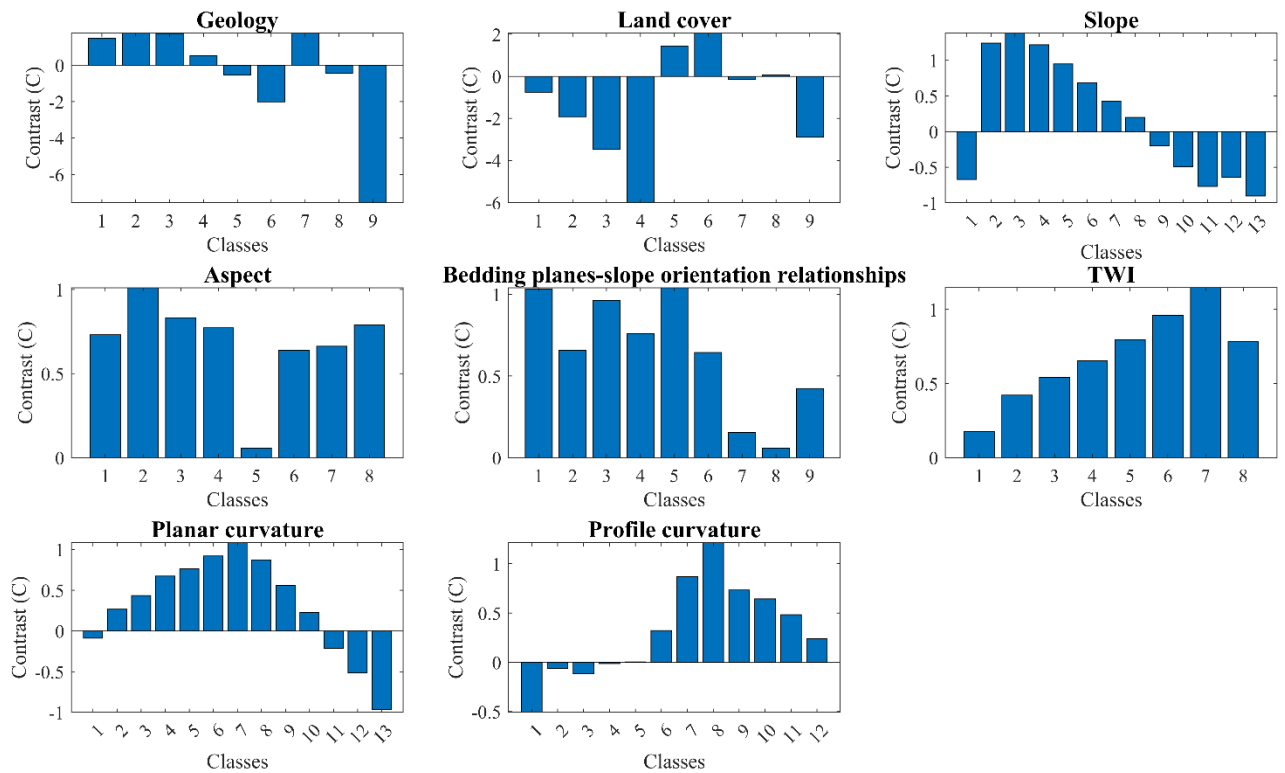 Geology
Contrast (C)
0
-2
-4
-6
1 2 3 4 5 6 7 8 9
Classes
Land cover
Contrast (C)
2
0
-2
-4
-6
1 2 3 4 5 6 7 8 9
Classes
Slope
Contrast (C)
1
0.5
0
-0.5
-1
1 2 3 4 5 6 7 8 9 10 11 12 13
Classes
Aspect
Contrast (C)
1
0.5
0
1 2 3 4 5 6 7 8
Classes
Bedding planes-slope orientation relationships
Contrast (C)
1
0.5
0
1 2 3 4 5 6 7 8 9
Classes
TWI
Contrast (C)
1
0.5
0
1 2 3 4 5 6 7 8
Classes
Planar curvature
Contrast (C)
1
0.5
0
-0.5
-1
1 2 3 4 5 6 7 8 9 10 11 12 13
Classes
Profile curvature
Contrast (C)
1
0.5
0
-0.5
1 2 3 4 5 6 7 8 9 10 11 12
Classes